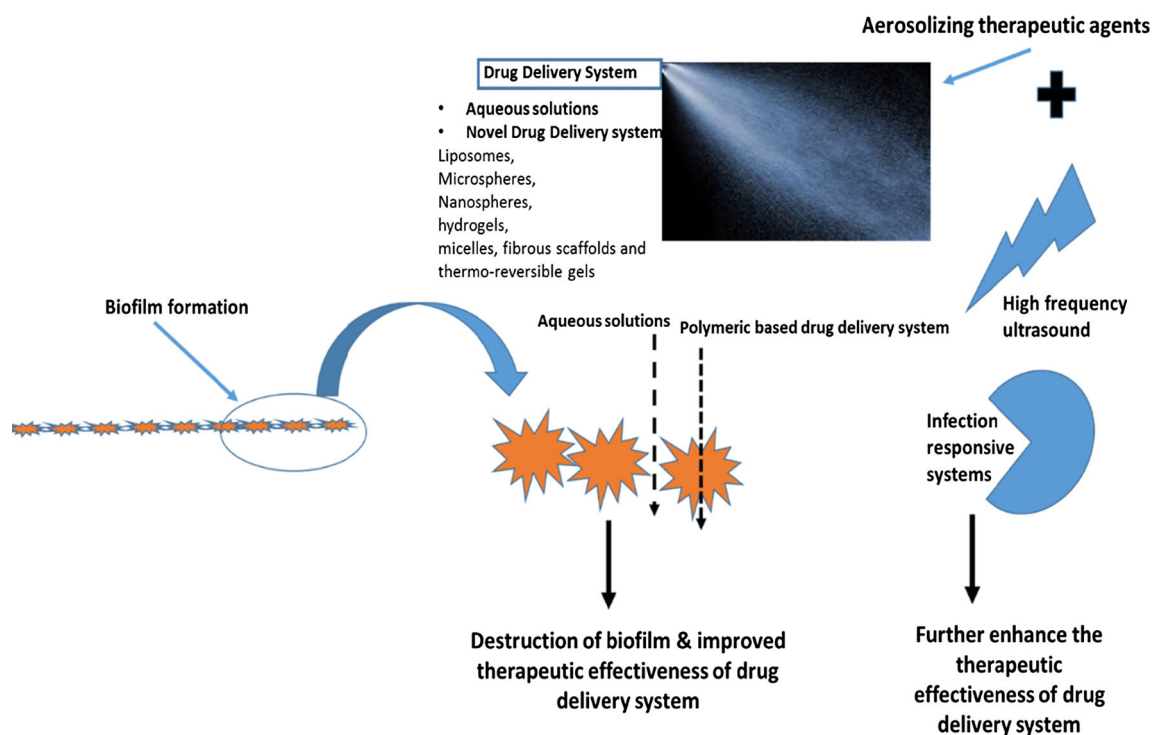 Aerosolizing therapeutic agents
Drug Delivery System
• Aqueous solutions
• Novel Drug Delivery system
Liposomes,
Microspheres,
Nanospheres,
hydrogels,
micelles, fibrous scaffolds and
thermo-reversible gels
High frequency
ultrasound
Biofilm formation
Aqueous solutions
Polymeric based drug delivery system
Infection
responsive
systems
Destruction of biofilm & improved
therapeutic effectiveness of drug
delivery system
Further enhance the
therapeutic
effectiveness of drug
delivery system